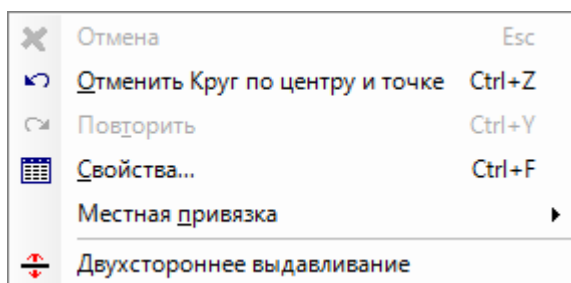 Отмена Esc
Отменить Круг по центру и точке Ctrl+Z
Повторить Ctrl+Y
Свойства... Ctrl+F
Местная привязка
Двухстороннее выдавливание